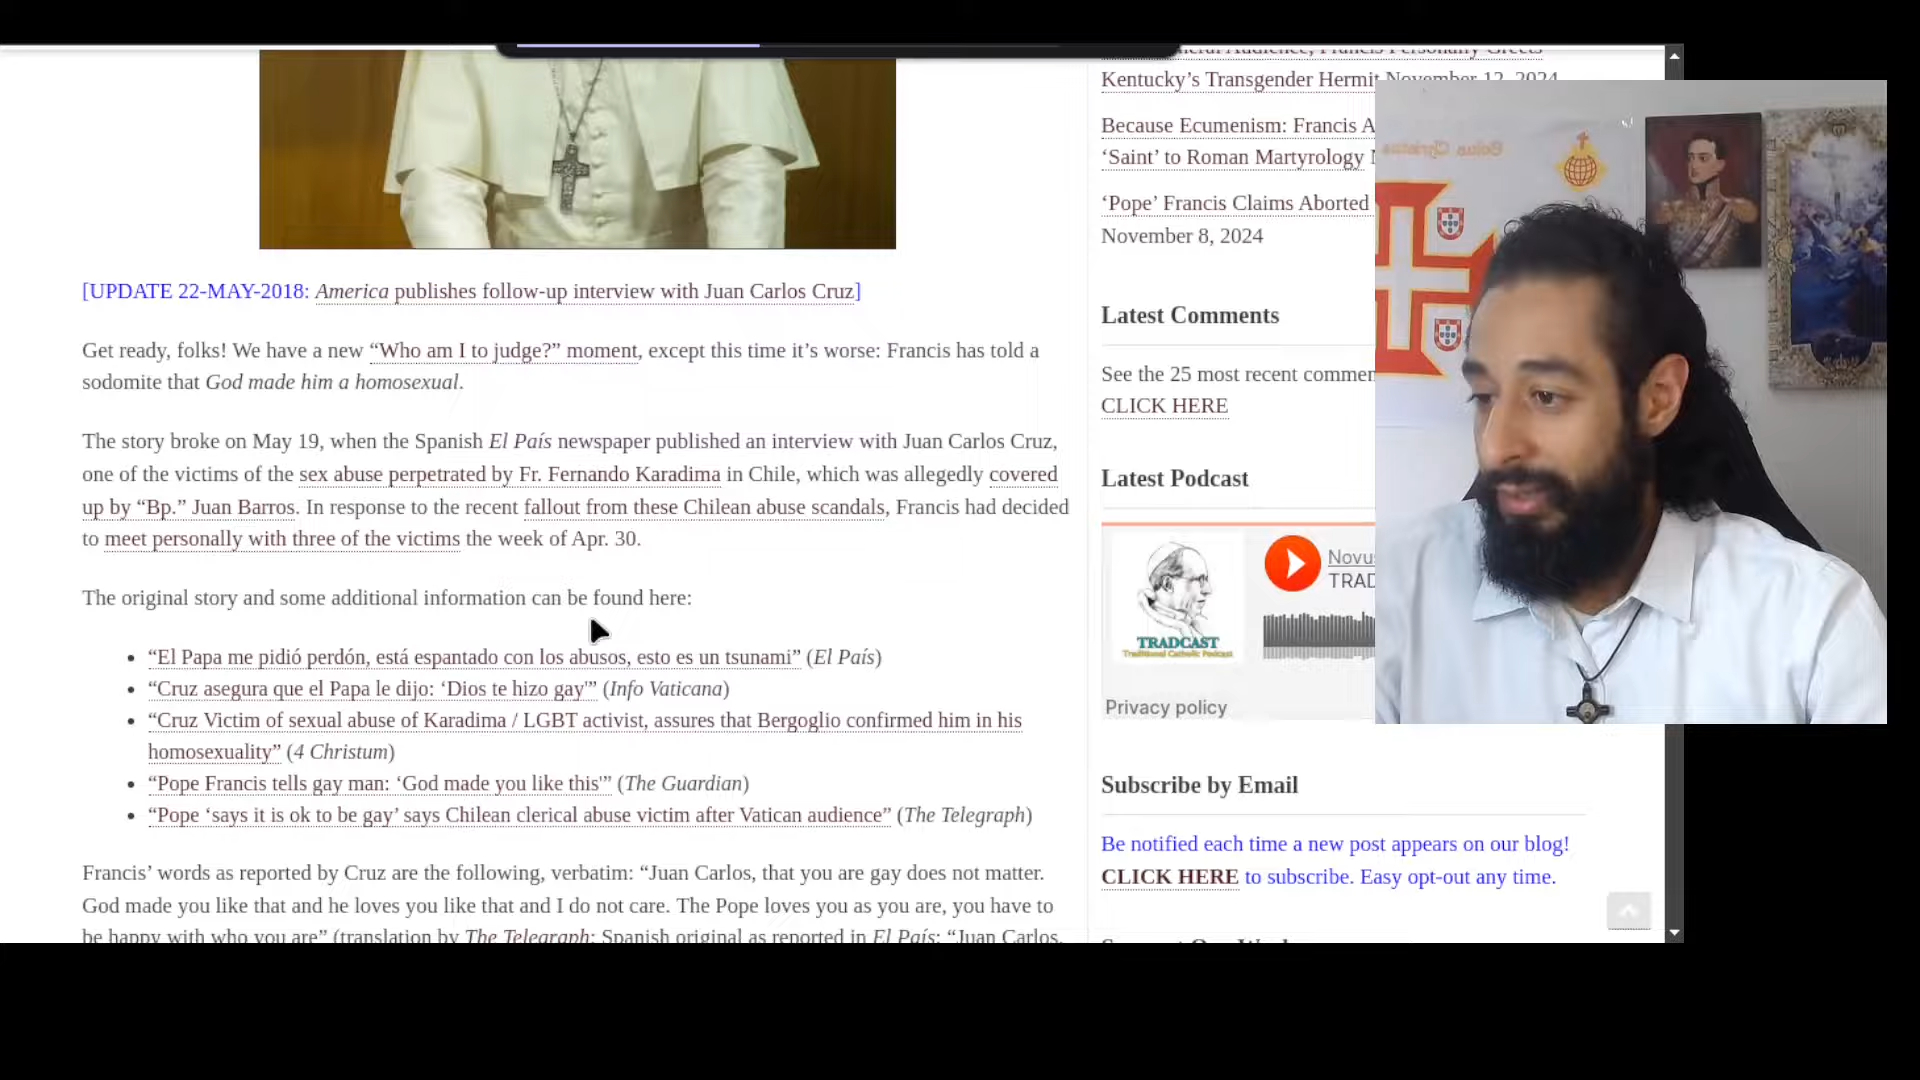 [UPDATE 22-MAY-2018: America publishes follow-up interview with Juan Carlos Cruz]
Get ready, folks! We have a new “Who am I to judge?” moment, except this time it’s worse: Francis has told a
sodomite that God made him a homosexual.
The story broke on May 19, when the Spanish El País newspaper published an interview with Juan Carlos Cruz,
one of the victims of the sex abuse perpetrated by Fr. Fernando Karadima in Chile, which was allegedly covered
up by “Bp.” Juan Barros. In response to the recent fallout from these Chilean abuse scandals, Francis had decided
to meet personally with three of the victims the week of Apr. 30.
The original story and some additional information can be found here:
• “El Papa me pidió perdón, está espantado con los abusos, esto es un tsunami” (El País)
• “Cruz asegura que el Papa le dijo: ‘Dios te hizo gay’” (Info Vaticana)
• “Cruz Victim of sexual abuse of Karadima / LGBT activist, assures that Bergoglio confirmed him in his
homosexuality” (4 Christum)
• “Pope Francis tells gay man: ‘God made you like this’” (The Guardian)
• “Pope ‘says it is ok to be gay’ says Chilean clerical abuse victim after Vatican audience” (The Telegraph)
Francis’ words as reported by Cruz are the following, verbatim: “Juan Carlos, that you are gay does not matter.
God made you like that and he loves you like that and I do not care. The Pope loves you as you are, you have to
be happy with who you are” (translation by The Telegraph; Spanish original as reported in El País: “Juan Carlos,
Audience, Francis Personally Greets
Kentucky’s Transgender Hermit November 12, 2024
Because Ecumenism: Francis A
‘Saint’ to Roman Martyrology
‘Pope’ Francis Claims Aborted
November 8, 2024
Latest Comments
See the 25 most recent commen
CLICK HERE
Latest Podcast
TRADCAST
Traditional Catholic Podcast
Novu
TRAD
Privacy policy
Subscribe by Email
Be notified each time a new post appears on our blog!
CLICK HERE to subscribe. Easy opt-out any time.